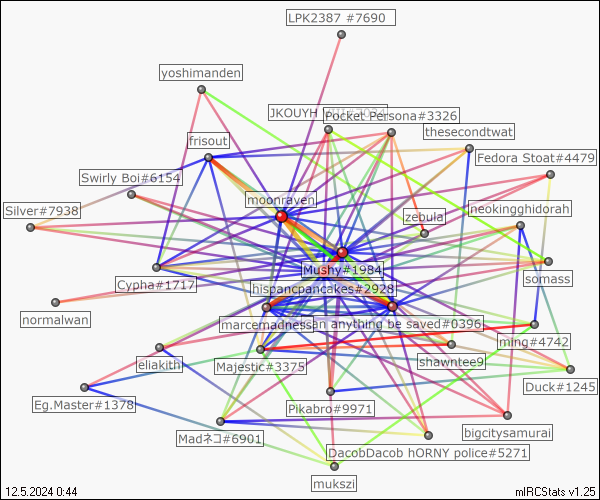 LPK2387 #7690
yoshimanden
JKOUYH
Pocket Persona#3326
thesecondtwat
frisout
Fedora Stoat#4479
Swirly Boi#6154
moonraven
Silver#7938
zebula
neokingghidorah
Mushy#1984
Cypha#1717
somass
hispancpancakes#2928
normalwan
marcemadness
an anything be saved#0396
ming#4742
eliakith
Majestic#3375
shawntee9
Duck#1245
Eg.Master#1378
Pikabro#9971
Madネコ#6901
bigcitysamurai
DacobDacob hORNY police#5271
mukszi
12.5.2024 0:44
mIRCStats v1.25